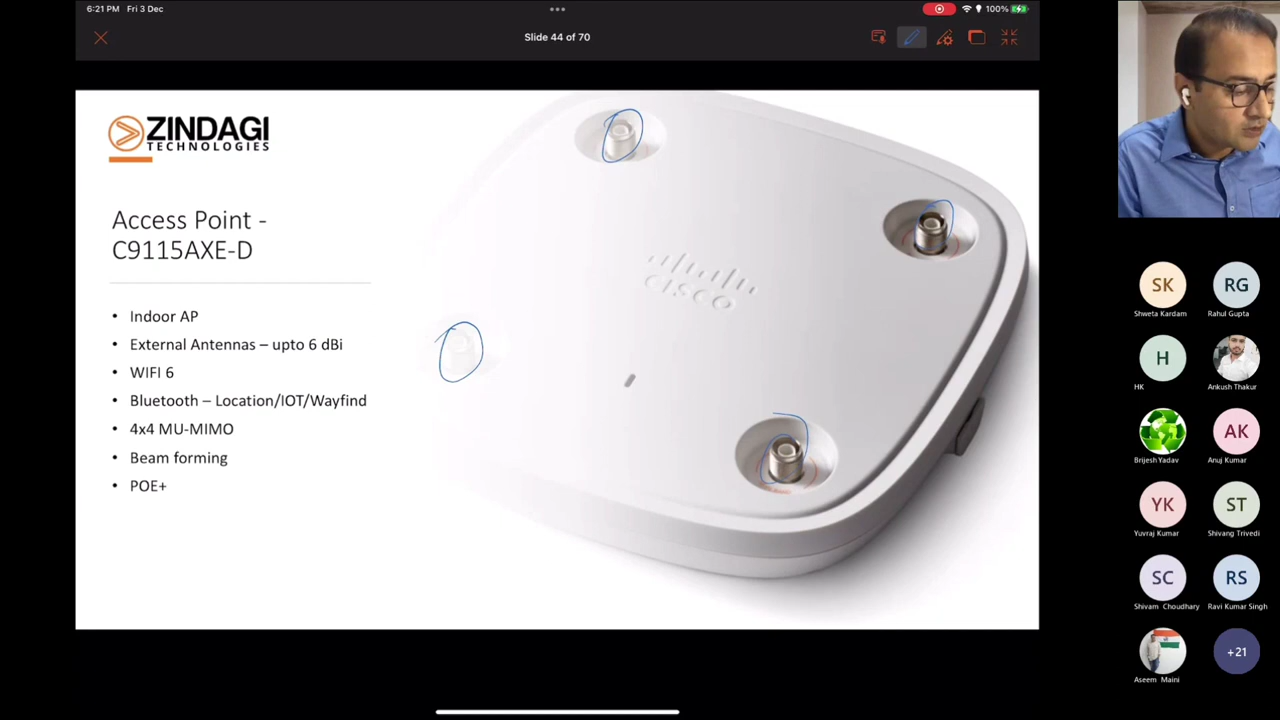 6:21 PM Fri 3 Dec
100%
Slide 44 of 70
ZINDAGI
TECHNOLOGIES
Access Point -
C9115AXE-D
• Indoor AP
• External Antennas – upto 6 dBi
• WIFI 6
• Bluetooth – Location/IOT/Wayfind
• 4x4 MU-MIMO
• Beam forming
• POE+
CISCO
SK RG
Shweta Kardam Rahul Gupta
H
HK Ankush Thakur
AK
Brijesh Yadav Anuj Kumar
YK ST
Yuvraj Kumar Shivang Trivedi
SC RS
Shivam Choudhary Ravi Kumar Singh
+21
Aseem Maini